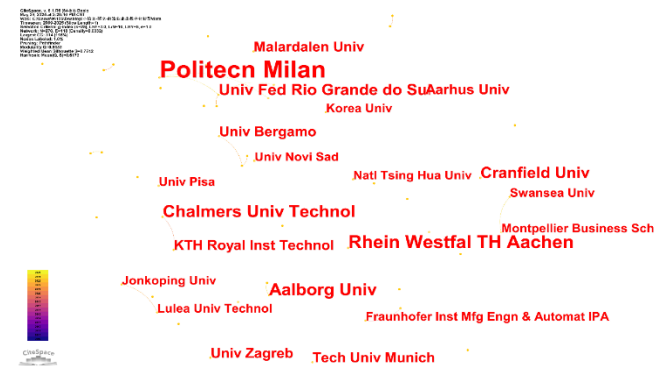 Malardalen Univ
Politecn Milan
Univ Fed Rio Grande do Su
Aarhus Univ
Korea Univ
Univ Bergamo
Univ Novi Sad
Natl Tsing Hua Univ
Cranfield Univ
Univ Pisa
Swansea Univ
Chalmers Univ Technol
Montpellier Business Sch
KTH Royal Inst Technol
Rhein Westfal TH Aachen
Jonkoping Univ
Aalborg Univ
Lulea Univ Technol
Fraunhofer Inst Mfg Engn & Automat IPA
Univ Zagreb
Tech Univ Munich
CiteSpace